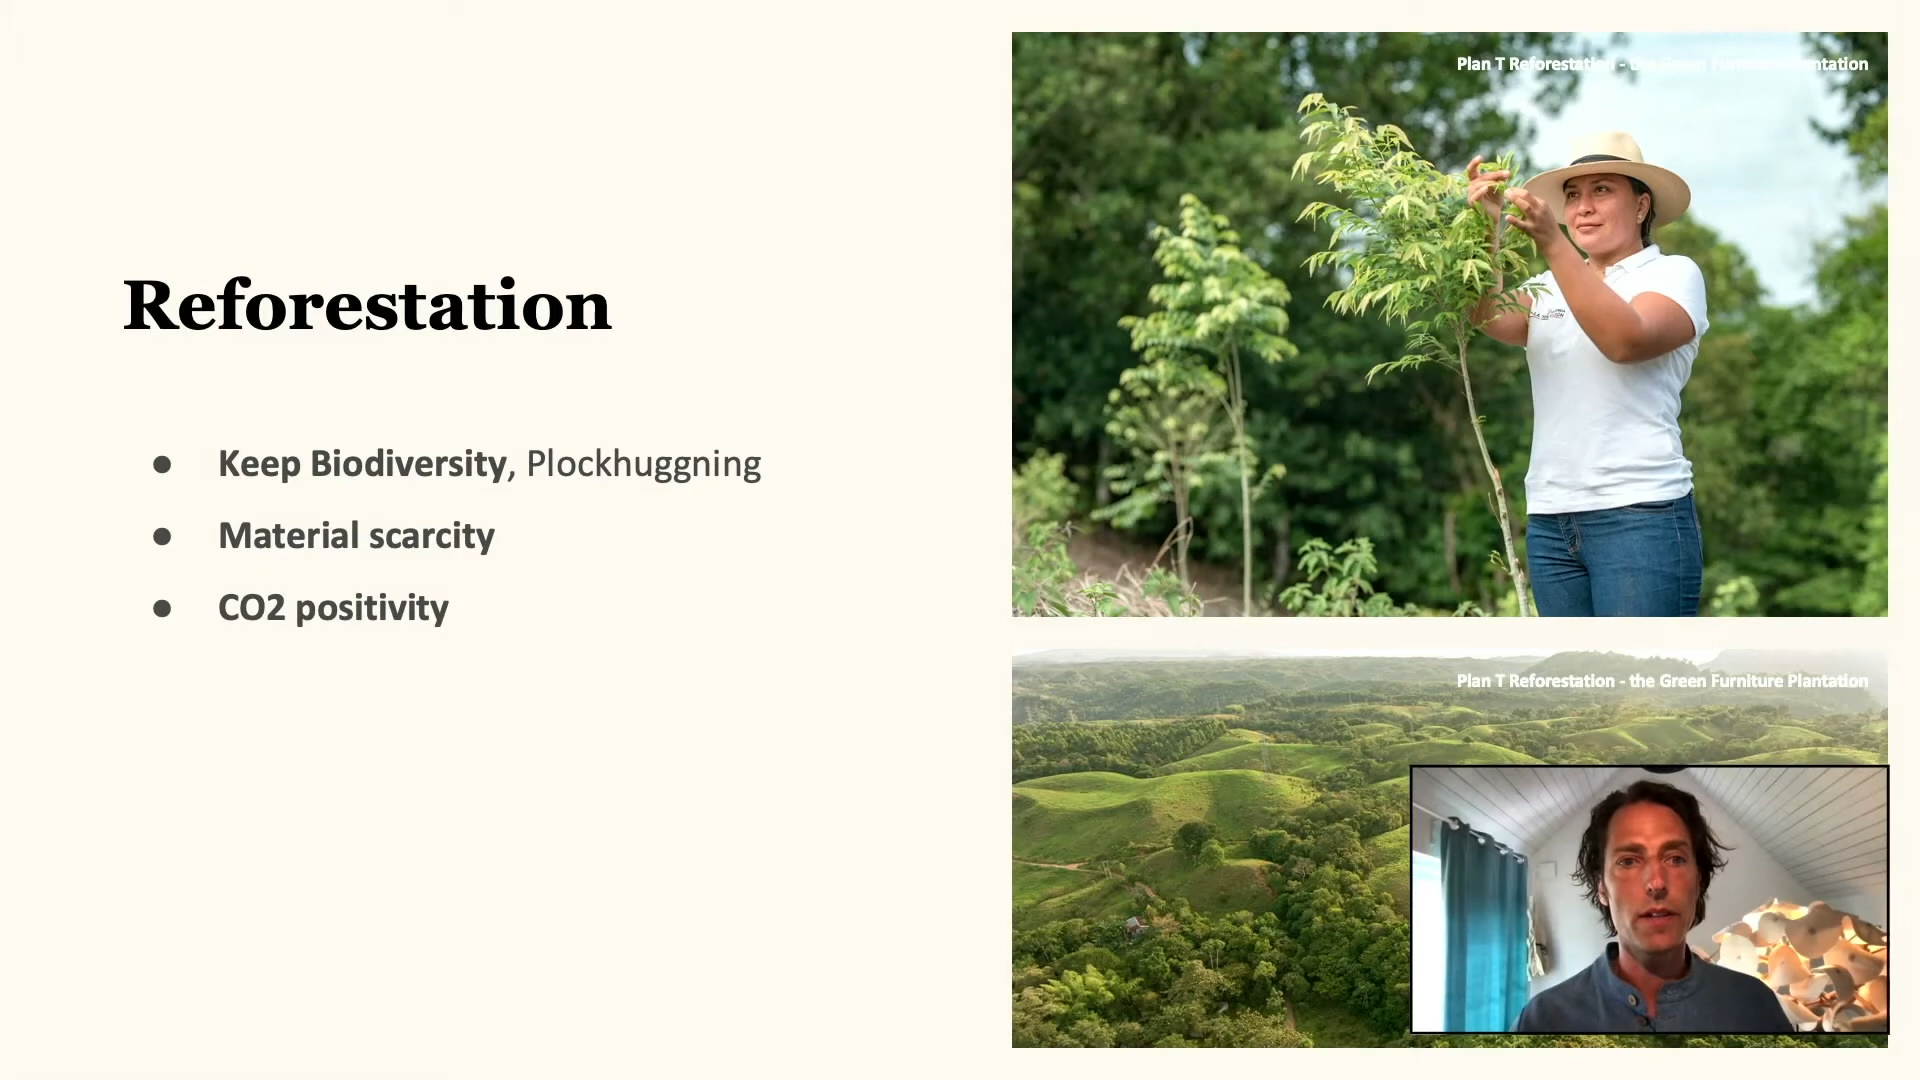 Plan T Reforestation - the Green Furniture Plantation
Reforestation
● Keep Biodiversity, Plockhuggning
● Material scarcity
● CO2 positivity
Plan T Reforestation - the Green Furniture Plantation